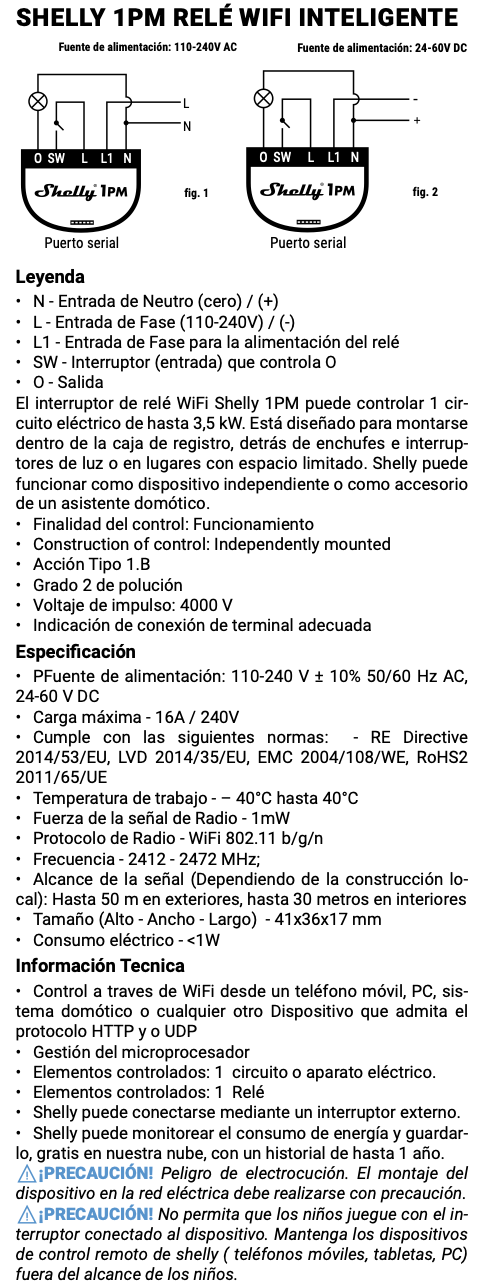 SHELLY 1PM RELÉ WIFI INTELIGENTE
Fuente de alimentación: 110-240V AC
Fuente de alimentación: 24-60V DC
L
N
O SW L L1 N
Shelly® 1PM
fig. 1
Puerto serial
-
+
O SW L L1 N
Shelly® 1PM
fig. 2
Puerto serial
Leyenda
• N - Entrada de Neutro (cero) / (+)
• L - Entrada de Fase (110-240V) / (-)
• L1 - Entrada de Fase para la alimentación del relé
• SW - Interruptor (entrada) que controla O
• O - Salida
El interruptor de relé WiFi Shelly 1PM puede controlar 1 cir-
cuito eléctrico de hasta 3,5 kW. Está diseñado para montarse
dentro de la caja de registro, detrás de enchufes e interrup-
tores de luz o en lugares con espacio limitado. Shelly puede
funcionar como dispositivo independiente o como accesorio
de un asistente domótico.
• Finalidad del control: Funcionamiento
• Construction of control: Independently mounted
• Acción Tipo 1.B
• Grado 2 de polución
• Voltaje de impulso: 4000 V
• Indicación de conexión de terminal adecuada
Especificación
• PFuente de alimentación: 110-240 V ± 10% 50/60 Hz AC,
24-60 V DC
• Carga máxima - 16A / 240V
• Cumple con las siguientes normas: - RE Directive
2014/53/EU, LVD 2014/35/EU, EMC 2004/108/WE, RoHS2
2011/65/UE
• Temperatura de trabajo - – 40°C hasta 40°C
• Fuerza de la señal de Radio - 1mW
• Protocolo de Radio - WiFi 802.11 b/g/n
• Frecuencia - 2412 - 2472 MHz;
• Alcance de la señal (Dependiendo de la construcción lo-
cal): Hasta 50 m en exteriores, hasta 30 metros en interiores
• Tamaño (Alto - Ancho - Largo) - 41x36x17 mm
• Consumo eléctrico - <1W
Información Tecnica
• Control a traves de WiFi desde un teléfono móvil, PC, sis-
tema domótico o cualquier otro Dispositivo que admita el
protocolo HTTP y o UDP
• Gestión del microprocesador
• Elementos controlados: 1 circuito o aparato eléctrico.
• Elementos controlados: 1 Relé
• Shelly puede conectarse mediante un interruptor externo.
• Shelly puede monitorear el consumo de energía y guardar-
lo, gratis en nuestra nube, con un historial de hasta 1 año.
⚠¡PRECAUCIÓN! Peligro de electrocución. El montaje del
dispositivo en la red eléctrica debe realizarse con precaución.
⚠¡PRECAUCIÓN! No permita que los niños juegue con el in-
terruptor conectado al dispositivo. Mantenga los dispositivos
de control remoto de shelly ( teléfonos móviles, tabletas, PC)
fuera del alcance de los niños.